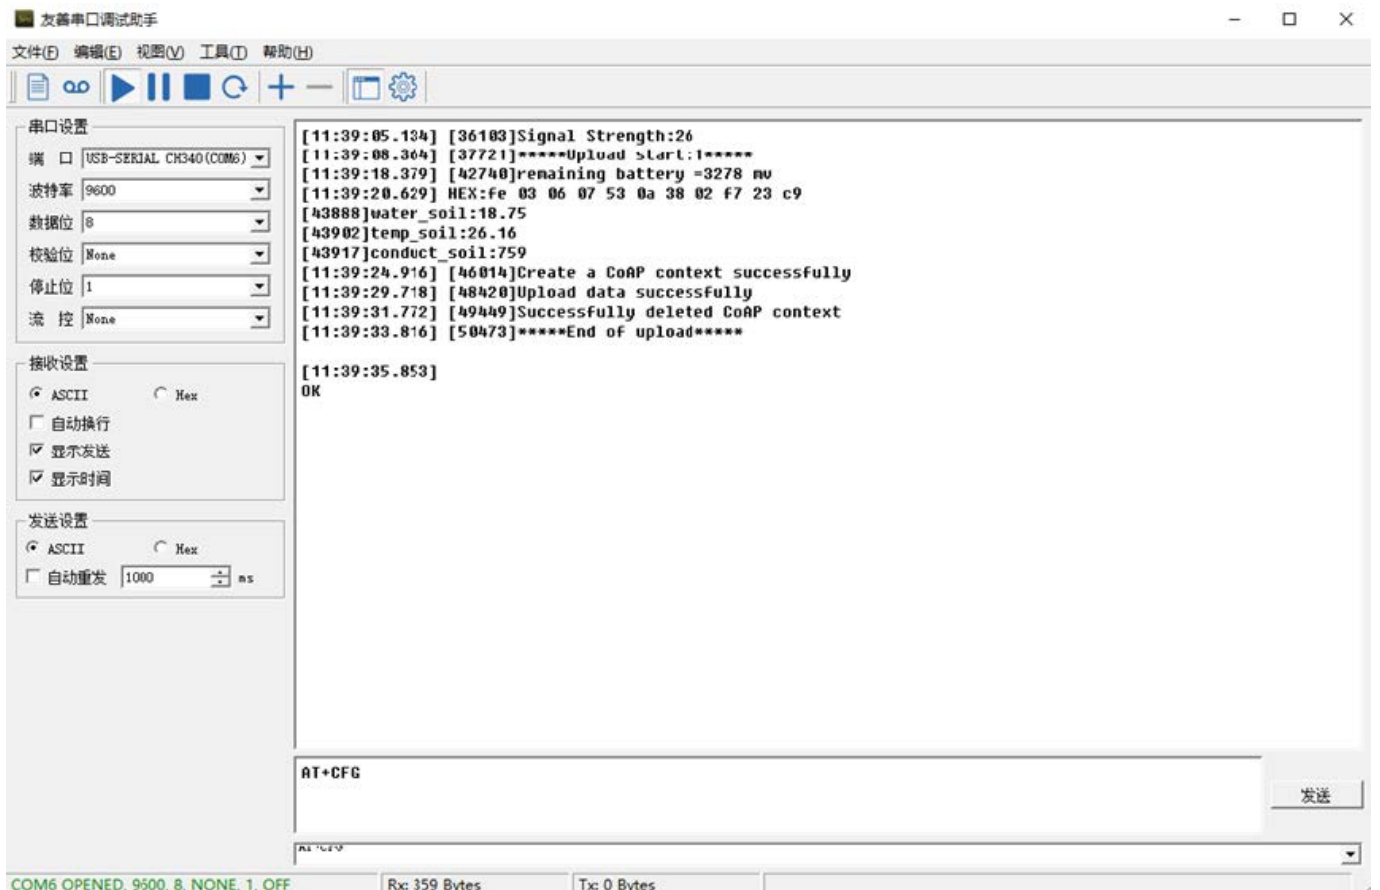 友善串口调试助手
文件(F) 编辑(E) 视图(V) 工具(T) 帮助(H)
串口设置
端 口 USB-SERIAL CH340(COM6)
波特率 9600
数据位 8
校验位 None
停止位 1
流 控 None
接收设置
ASCII Hex
自动换行
显示发送
显示时间
发送设置
ASCII Hex
自动重发 1000 ms
[11:39:05.134] [36103]Signal Strength:26
[11:39:08.364] [37721]*****Upload start:1*****
[11:39:18.379] [42740]remaining battery =3278 mv
[11:39:20.629] HEX:fe 03 06 07 53 0a 38 02 f7 23 c9
[43888]water_soil:18.75
[43902]temp_soil:26.16
[43917]conduct_soil:759
[11:39:24.916] [46014]Create a CoAP context successfully
[11:39:29.718] [48420]Upload data successfully
[11:39:31.772] [49449]Successfully deleted CoAP context
[11:39:33.816] [50473]*****End of upload*****
[11:39:35.853]
OK
AT+CFG
发送
AT+CFG
COM6 OPENED, 9600, 8, NONE, 1, OFF
Rx: 359 Bytes
Tx: 0 Bytes